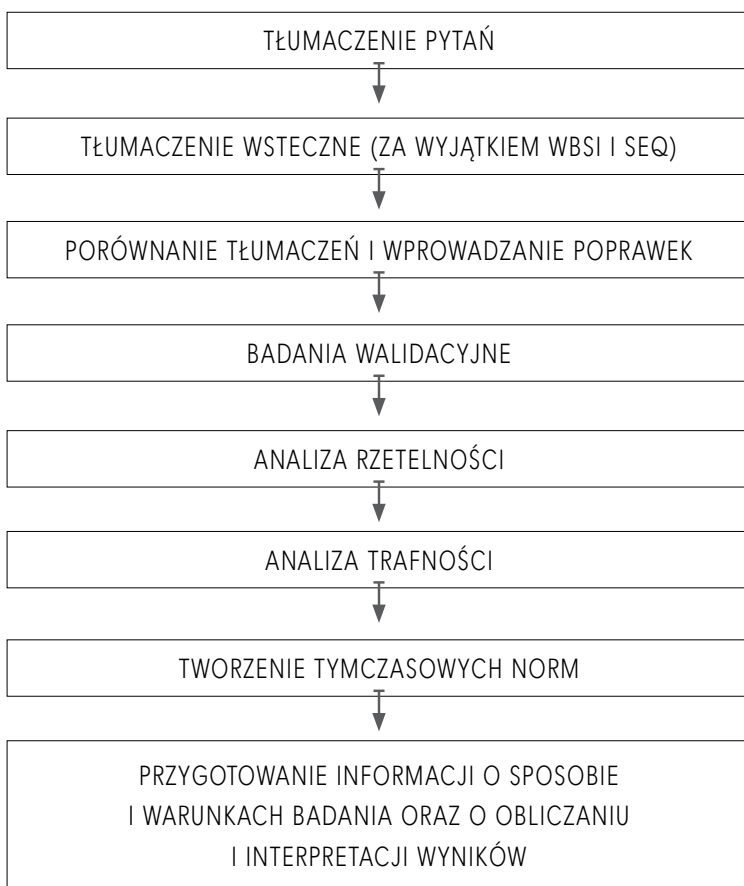 TŁUMACZENIE PYTAŃ
TŁUMACZENIE WSTECZNE (ZA WYJĄTKIEM WBSI I SEQ)
PORÓWNANIE TŁUMACZEŃ I WPROWADZANIE POPRAWEK
BADANIA WALIDACYJNE
ANALIZA RZETELNOŚCI
ANALIZA TRAFNOŚCI
TWORZENIE TYMCZASOWYCH NORM
PRZYGOTOWANIE INFORMACJI O SPOSOBIE
I WARUNKACH BADANIA ORAZ O OBLICZANIU
I INTERPRETACJI WYNIKÓW